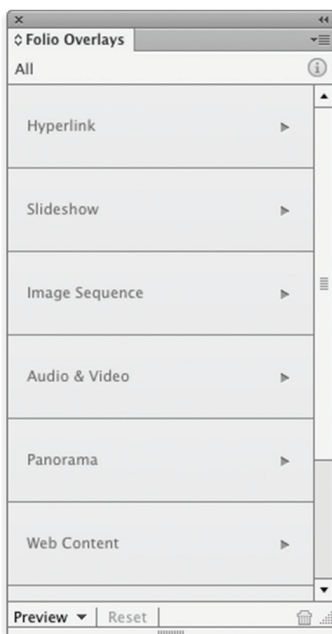 Folio Overlays
All
Hyperlink
Slideshow
Image Sequence
Audio & Video
Panorama
Web Content
Preview Reset